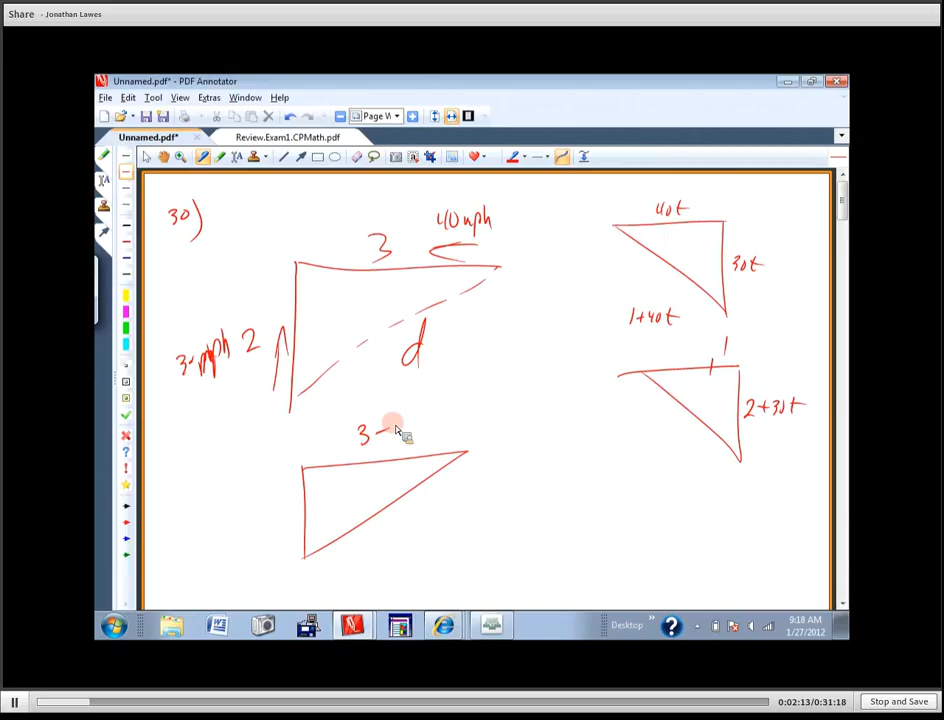 Share - Jonathan Lawes
Unnamed.pdf* - PDF Annotator
File Edit Tool View Extras Window Help
Page W
Unnamed.pdf*
Review.Exam1.CPMath.pdf
30)
40mph
3
2
d
3 -
40t
30t
1+40t
1
2+30t
Desktop
9:18 AM
1/27/2012
0:02:13/0:31:18
Stop and Save